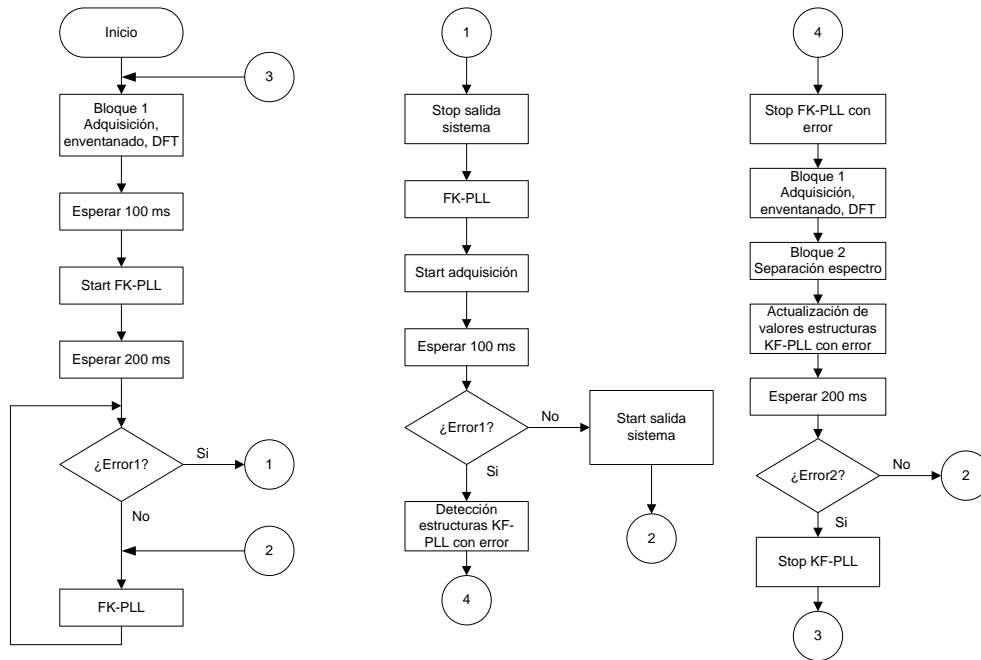 Inicio
3
Bloque 1
Adquisición,
enventanado, DFT
Esperar 100 ms
Start FK-PLL
Esperar 200 ms
¿Error1?
Si
1
No
2
FK-PLL
1
Stop salida
sistema
FK-PLL
Start adquisición
Esperar 100 ms
¿Error1?
No
Start salida
sistema
2
Si
Detección
estructuras KF-
PLL con error
4
4
Stop FK-PLL con
error
Bloque 1
Adquisición,
enventanado, DFT
Bloque 2
Separación espectro
Actualización de
valores estructuras
KF-PLL con error
Esperar 200 ms
¿Error2?
No
2
Si
Stop KF-PLL
3